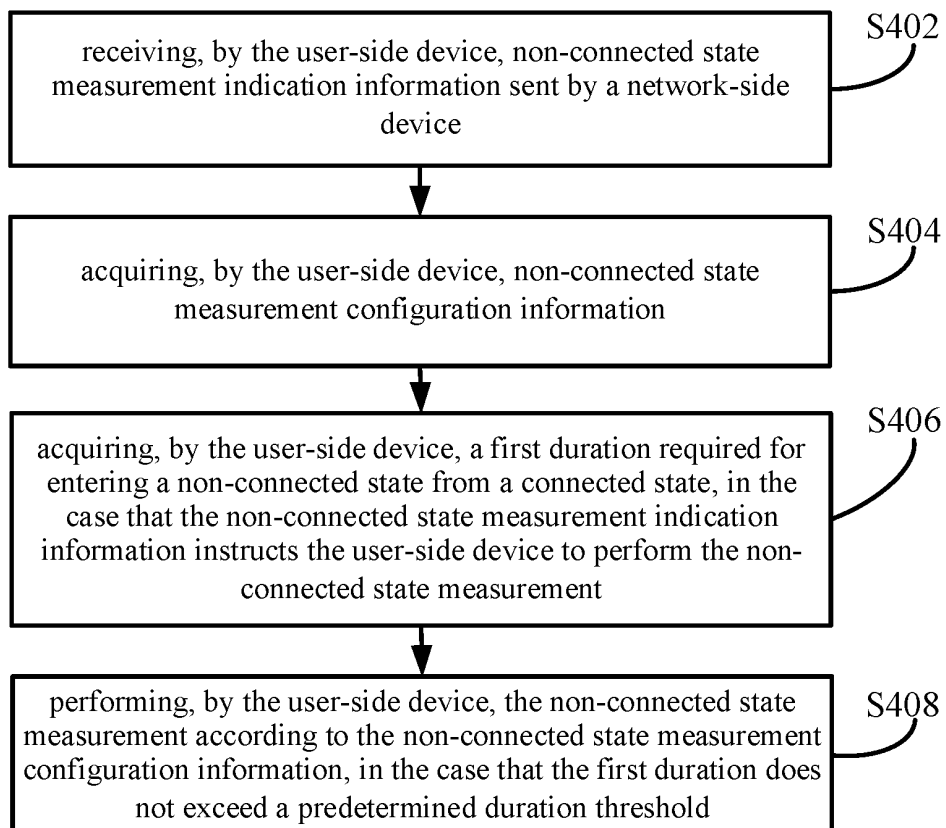 S402
receiving, by the user-side device, non-connected state
measurement indication information sent by a network-side
device
S404
acquiring, by the user-side device, non-connected state
measurement configuration information
S406
acquiring, by the user-side device, a first duration required for
entering a non-connected state from a connected state, in the
case that the non-connected state measurement indication
information instructs the user-side device to perform the non-
connected state measurement
S408
performing, by the user-side device, the non-connected state
measurement according to the non-connected state measurement
configuration information, in the case that the first duration does
not exceed a predetermined duration threshold